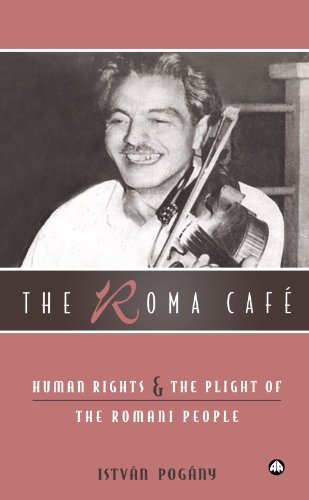 THE ROMA CAFÉ
HUMAN RIGHTS & THE PLIGHT OF
THE ROMANI PEOPLE
ISTVÁN POGÁNY